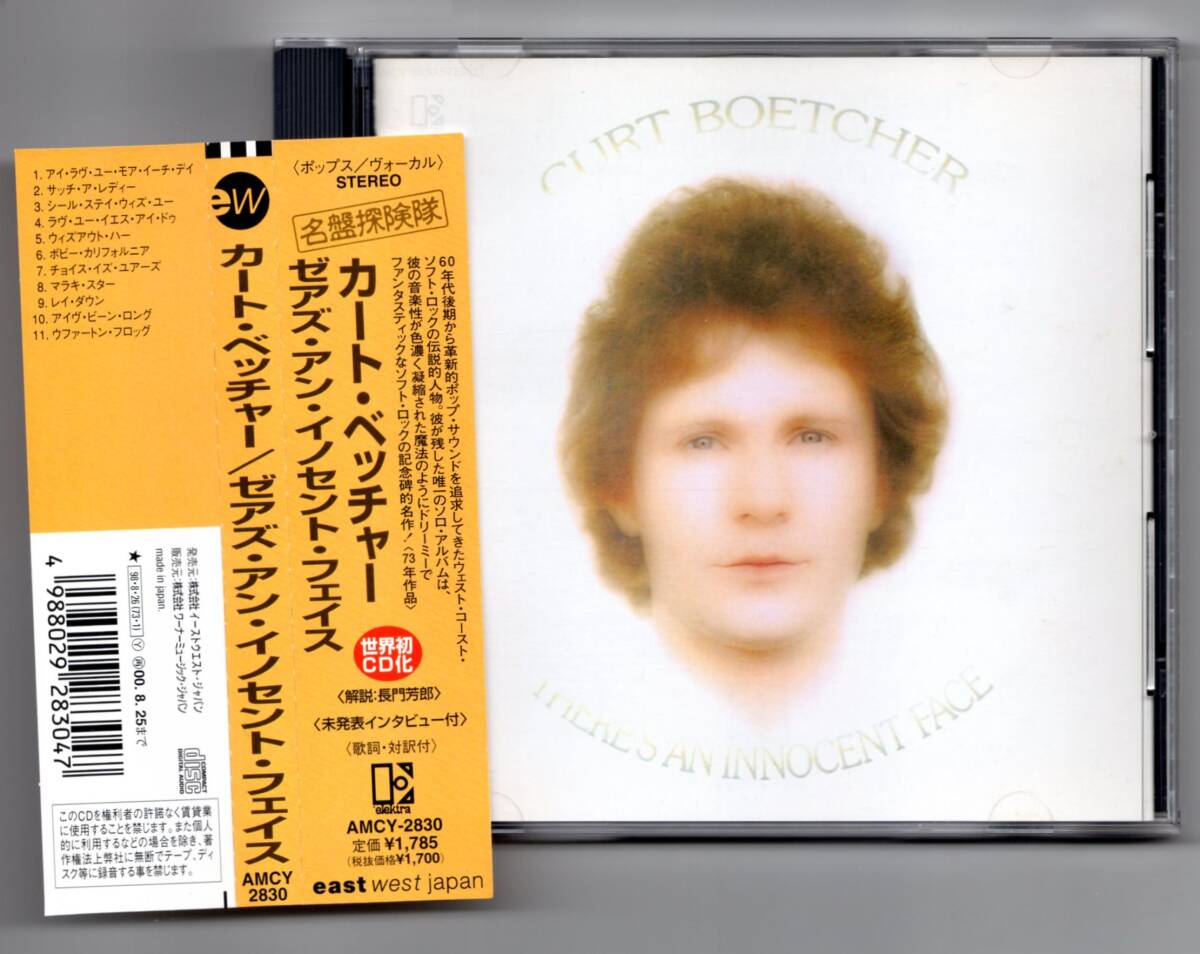 1. アイ・ラヴ・ユー・モア・イーチ・デイ
2. サッチ・ア・レディー
3. シール・ステイ・ウィズ・ユー
4. ラヴ・ユー・イエス・アイ・ドゥ
5. ウィズアウト・ハー
6. ボビー・カリフォルニア
7. チョイス・イズ・ユアーズ
8. マラキ・スター
9. レイ・ダウン
10. アイヴ・ビーン・ロング
11. ウファートン・フロッグ
発売元:株式会社 イーストウエスト・ジャパン
販売元:株式会社 ワーナーミュージック・ジャパン
made in japan.
★ 98・8・26(73・1) Ⓨ 再00. 8. 25まで
4 988029 283047
COMPACT
disc
DIGITAL AUDIO
このCDを権利者の許諾なく賃貸業
に使用することを禁じます。また個人
的に利用するなどの場合を除き、著
作権法上弊社に無断でテープ、ディ
スク等に録音する事を禁じます。
ew
カート・ベッチャー/ゼアズ・アン・イノセント・フェイス
AMCY
2830
〈ポップス/ヴォーカル〉
STEREO
名盤探険隊
カート・ベッチャー
ゼアズ・アン・イノセント・フェイス
60年代後期から革新的ポップ・サウンドを追求してきたウェスト・コースト・
ソフト・ロックの伝説的人物。彼が残した唯一のソロ・アルバムは、
彼の音楽性が色濃く凝縮された魔法のようにドリーミーで
ファンタスティックなソフト・ロックの記念碑的名作!〈73年作品〉
世界初
CD化
〈解説:長門芳郎〉
〈未発表インタビュー付〉
〈歌詞・対訳付〉
elektra
AMCY-2830
定価 ¥1,785
(税抜価格¥1,700)
east west japan
CURT BOETCHER
THERE'S AN INNOCENT FACE